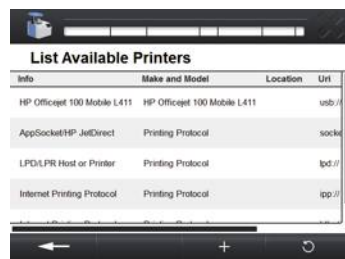 List Available Printers
Info Make and Model Location Uri
HP Officejet 100 Mobile L411 HP Officejet 100 Mobile L411 usb://
AppSocket/HP JetDirect Printing Protocol socke
LPD/LPR Host or Printer Printing Protocol lpd://
Internet Printing Protocol Printing Protocol ipp://